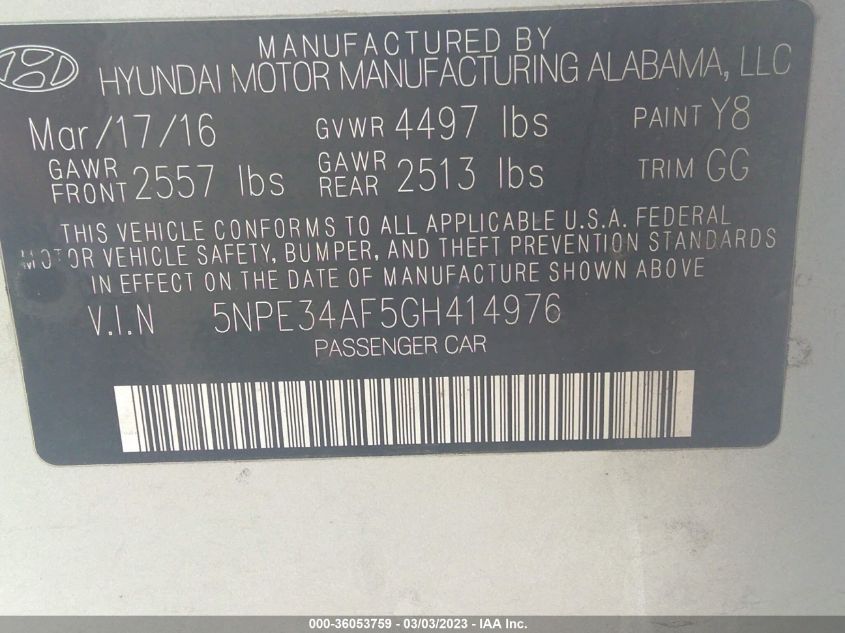 MANUFACTURED BY
HYUNDAI MOTOR MANUFACTURING ALABAMA, LLC
Mar/17/16 GVWR 4497 lbs PAINT Y8
GAWR FRONT 2557 lbs GAWR REAR 2513 lbs TRIM GG
THIS VEHICLE CONFORMS TO ALL APPLICABLE U.S.A. FEDERAL
MOTOR VEHICLE SAFETY, BUMPER, AND THEFT PREVENTION STANDARDS
IN EFFECT ON THE DATE OF MANUFACTURE SHOWN ABOVE
V.I.N 5NPE34AF5GH414976
PASSENGER CAR
000-36053759 - 03/03/2023 - IAA Inc.